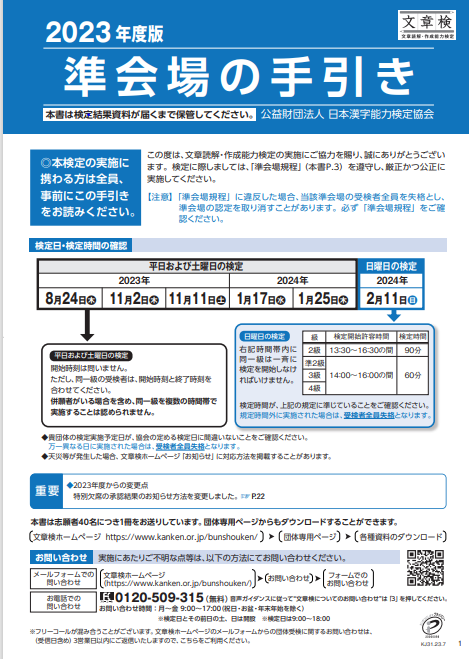 文章検
文章読解・作成能力検定
2023年度版
準会場の手引き
本書は検定結果資料が届くまで保管してください。 公益財団法人 日本漢字能力検定協会
◎本検定の実施に
携わる方は全員、
事前にこの手引き
をお読みください。
この度は、文章読解・作成能力検定の実施にご協力を賜り、誠にありがとうござい
ます。検定に際しましては、「準会場規程」（本書P.3）を遵守し、厳正かつ公正に
実施してください。
【注意】「準会場規程」に違反した場合、当該準会場の受検者全員を失格とし、
準会場の認定を取り消すことがあります。必ず「準会場規程」をご確
認ください。
検定日・検定時間の確認
平日および土曜日の検定
日曜日の検定
2023年
2024年
2024年
8月24日㊍ 11月2日㊍ 11月11日㊏ 1月17日㊌ 1月25日㊍ 2月11日㊐
平日および土曜日の検定
開始時刻は問いません。
ただし、同一級の受検者は、開始時刻と終了時刻を
合わせてください。
併願者がいる場合を含め、同一級を複数の時間帯で
実施することは認められません。
日曜日の検定
右記時間帯内に
同一級は一斉に
検定を開始しなけ
ればいけません。
級 検定開始許容時間 検定時間
2級 13:30～16:30の間 90分
準2級
3級 14:00～16:00の間 60分
4級
検定時間が、上記の規定に準じていることをご確認ください。
規定時間外に実施された場合は、受検者全員失格となります。
◆貴団体の検定実施予定日が、協会の定める検定日に間違いないことをご確認ください。
万一異なる日に実施された場合は、受検者全員失格となります。
◆天災等が発生した場合、文章検ホームページ「お知らせ」に対応方法を掲載することがあります。
重要
◆2023年度からの変更点
特別欠席の承認結果のお知らせ方法を変更しました。☞P.22
本書は志願者40名につき1冊をお送りしています。団体専用ページからもダウンロードすることができます。
文章検ホームページ https://www.kanken.or.jp/bunshouken/ ➤ 団体専用ページ ➤ 各種資料のダウンロード
お問い合わせ 実施にあたりご不明な点等は、以下の方法にてお問い合わせください。
メールフォームでの
問い合わせ
文章検ホームページ
(https://www.kanken.or.jp/bunshouken/) ➤ お問い合わせ ➤ フォームでの
お問い合わせ
お電話での
問い合わせ
0120-509-315（無料） 音声ガイダンスに従って"文章検についてのお問い合わせ"は［3］を押してください。
お問い合わせ時間：月～金 9:00～17:00（祝日・お盆・年末年始を除く）
※検定日とその前日の土、日は開設 ※検定日は9:00～18:00
※フリーコールが混み合うことがございます。文章検ホームページのメールフォームからの団体受検に関するお問い合わせは、
（受信日含め）3営業日以内にご返信いたしますので、こちらをご利用ください。
KJ31.23.7
1